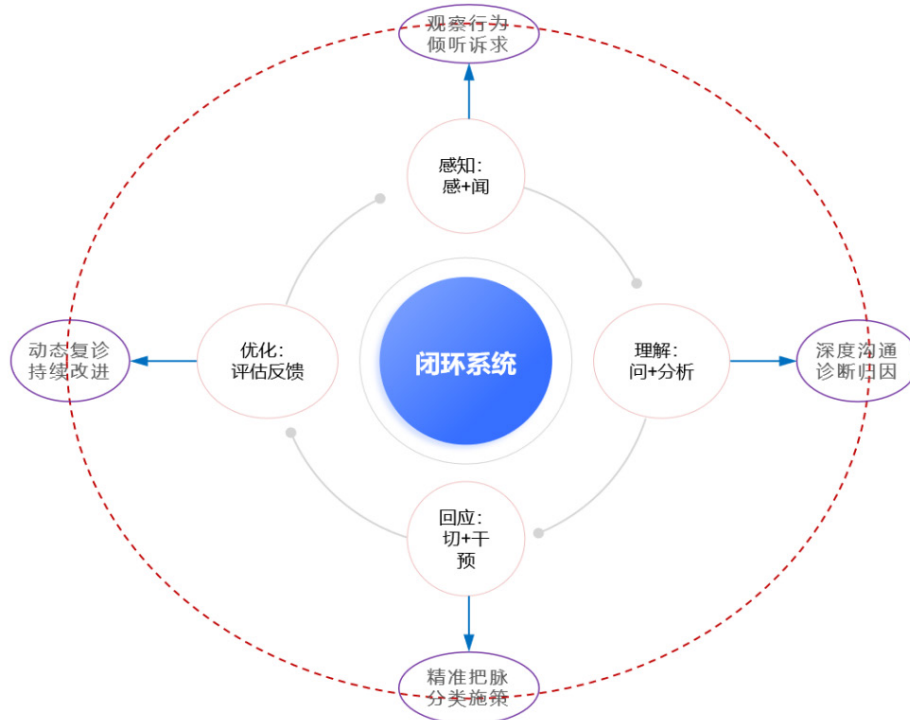 观察行为
倾听诉求
感知：
感+闻
动态复诊
持续改进
优化：
评估反馈
闭环系统
理解：
问+分析
深度沟通
诊断归因
回应：
切+干
预
精准把脉
分类施策